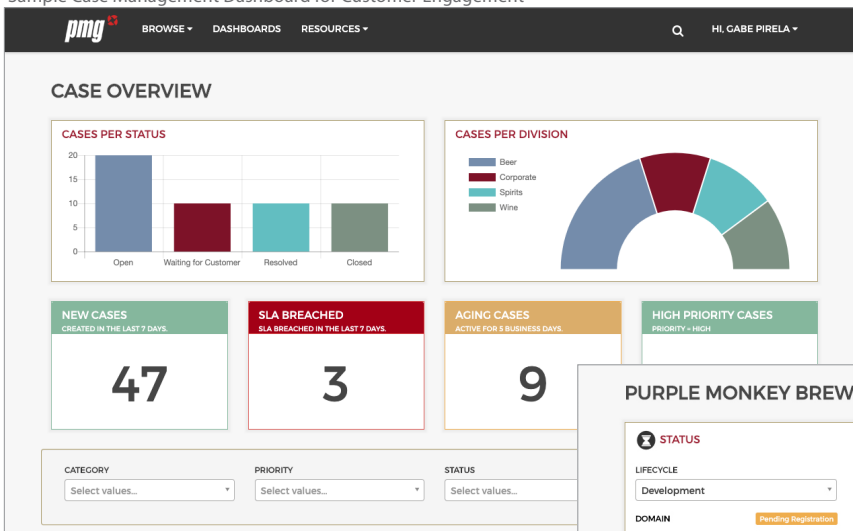 Sample Case Management Dashboard for Customer Engagement
pmg
BROWSE DASHBOARDS RESOURCES HI, GABE PIRELA
CASE OVERVIEW
CASES PER STATUS
20
15
10
5
0
Open Waiting for Customer Resolved Closed
CASES PER DIVISION
Beer
Corporate
Spirits
Wine
NEW CASES
CREATED IN THE LAST 7 DAYS.
47
SLA BREACHED
SLA BREACHED IN THE LAST 7 DAYS.
3
AGING CASES
ACTIVE FOR 5 BUSINESS DAYS.
9
HIGH PRIORITY CASES
PRIORITY = HIGH
CATEGORY
Select values...
PRIORITY
Select values...
STATUS
Select values...
PURPLE MONKEY BREW
STATUS
LIFECYCLE
Development
DOMAIN Pending Registration